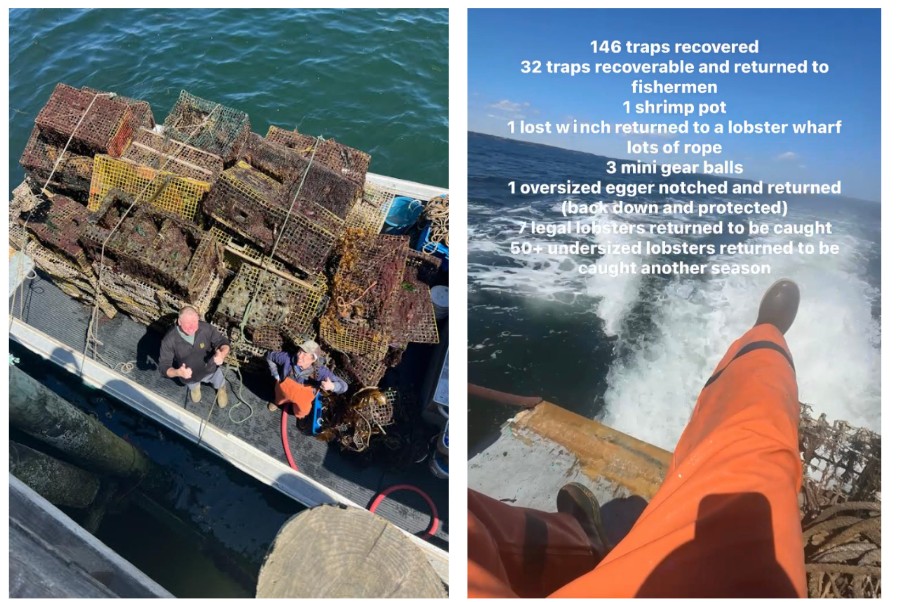 146 traps recovered
32 traps recoverable and returned to
fishermen
1 shrimp pot
1 lost winch returned to a lobster wharf
lots of rope
3 mini gear balls
1 oversized egger notched and returned
(back down and protected)
7 legal lobsters returned to be caught
50+ undersized lobsters returned to be
caught another season